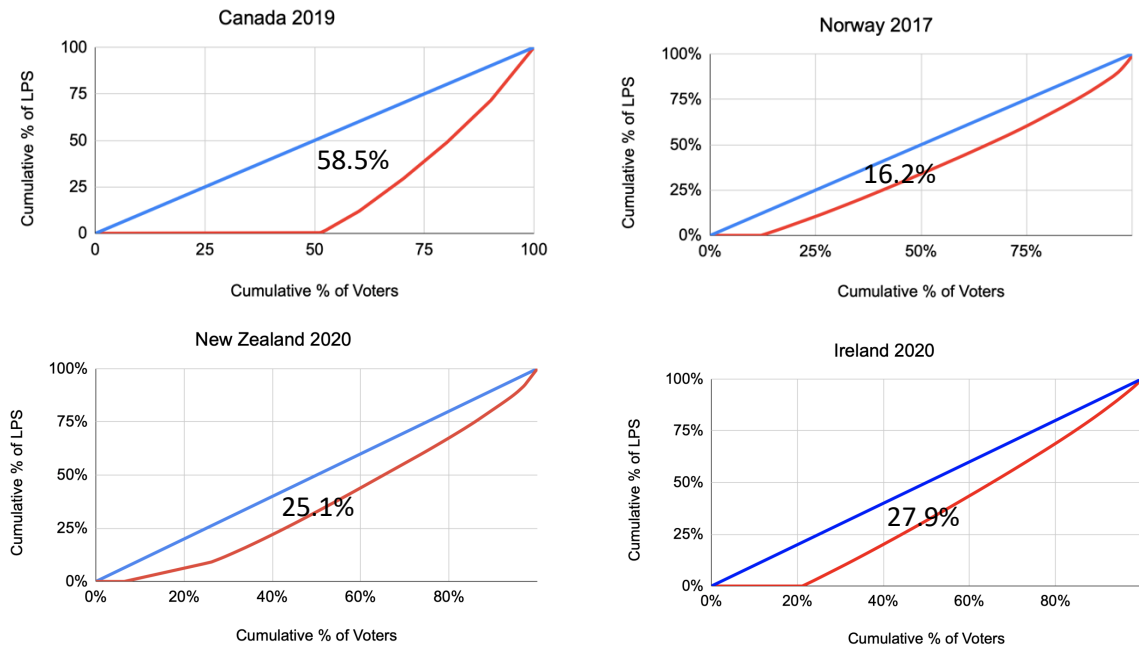 Canada 2019
Cumulative % of LPS
100
75
50
25
0
58.5%
0 25 50 75 100
Cumulative % of Voters
Norway 2017
Cumulative % of LPS
100%
75%
50%
25%
0%
16.2%
0% 25% 50% 75%
Cumulative % of Voters
New Zealand 2020
Cumulative % of LPS
100%
75%
50%
25%
0%
25.1%
0% 20% 40% 60% 80%
Cumulative % of Voters
Ireland 2020
Cumulative % of LPS
100%
75%
50%
25%
0%
27.9%
0% 20% 40% 60% 80%
Cumulative % of Voters